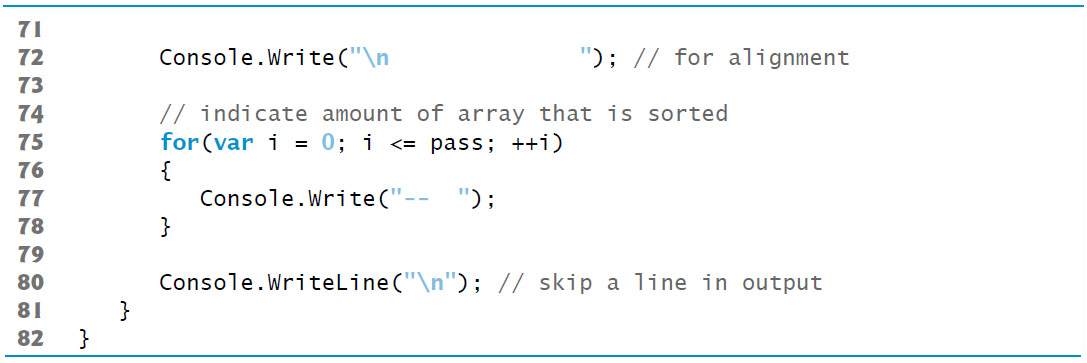 71
72         Console.Write("\n              "); // for alignment
73
74         // indicate amount of array that is sorted
75         for(var i = 0; i <= pass; ++i)
76         {
77            Console.Write("--  ");
78         }
79
80         Console.WriteLine("\n"); // skip a line in output
81      }
82   }